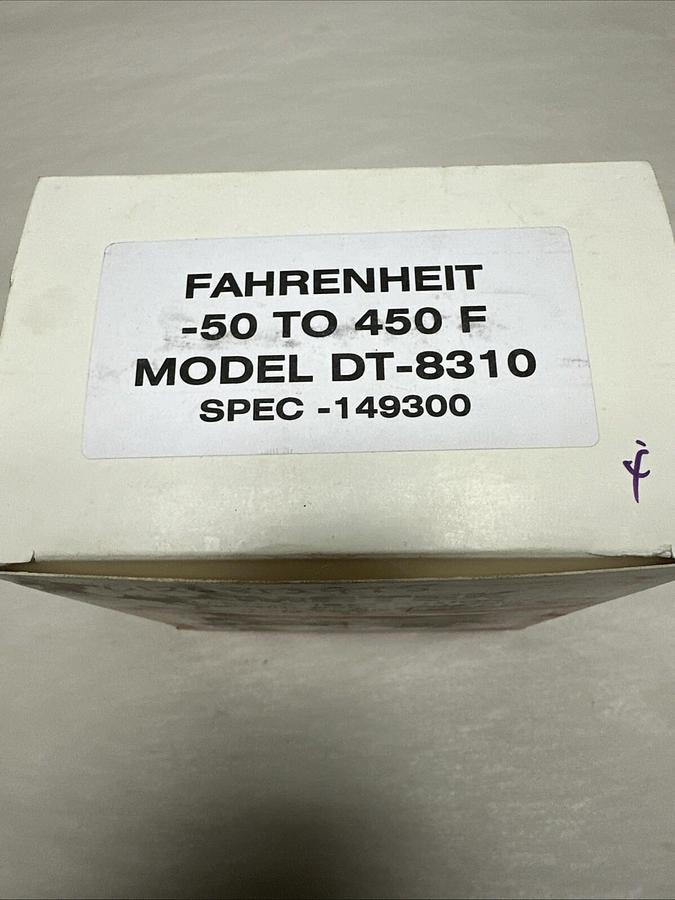 FAHRENHEIT
-50 TO 450 F
MODEL DT-8310
SPEC -149300